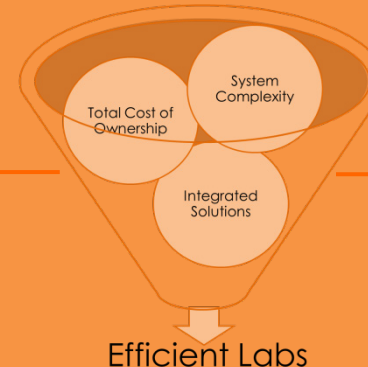 System
Complexity
Total Cost of
Ownership
Integrated
Solutions
Efficient Labs